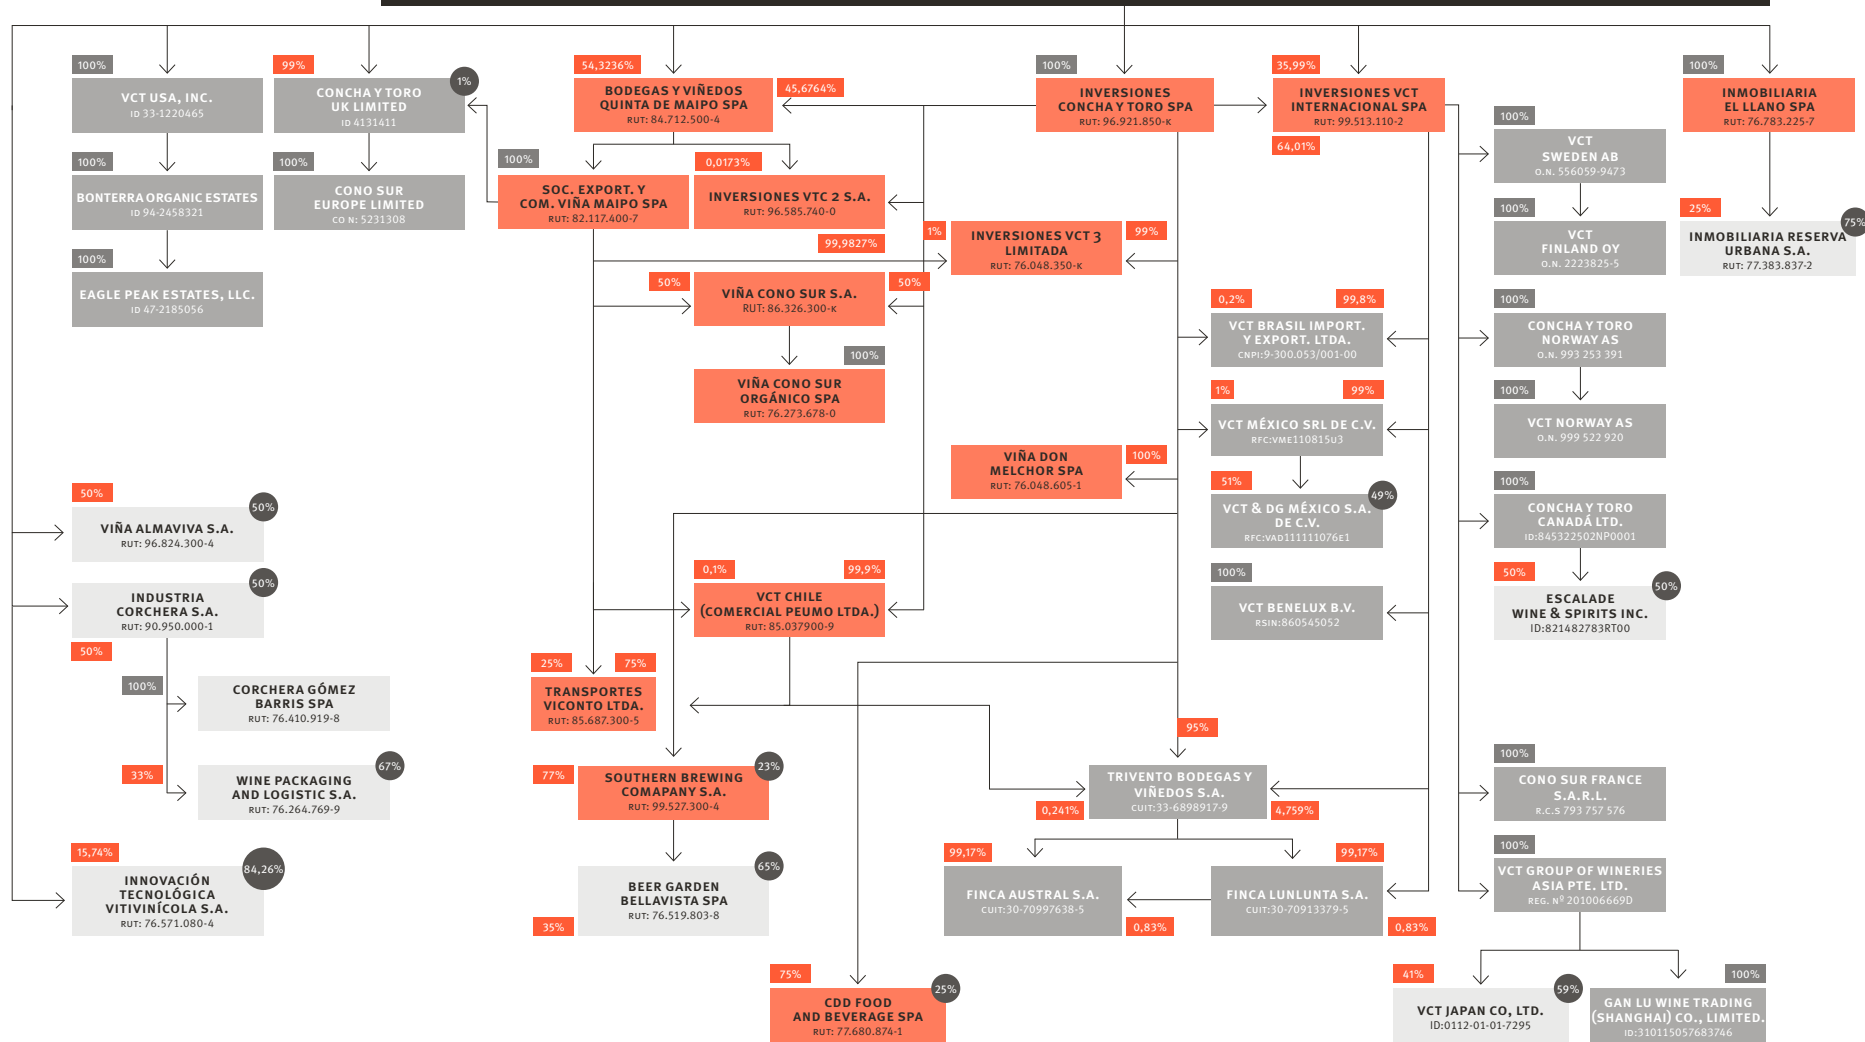 100%
VCT USA, INC.
ID 33-1220465
100%
BONTERRA ORGANIC ESTATES
ID 94-2458321
100%
EAGLE PEAK ESTATES, LLC.
ID 47-2185056
99%
1%
CONCHA Y TORO
UK LIMITED
ID 4131411
100%
CONO SUR
EUROPE LIMITED
CO N: 5231308
54,3236%
45,6764%
BODEGAS Y VIÑEDOS
QUINTA DE MAIPO SPA
RUT: 84.712.500-4
100%
SOC. EXPORT. Y
COM. VIÑA MAIPO SPA
RUT: 82.117.400-7
0,0173%
INVERSIONES VTC 2 S.A.
RUT: 96.585.740-0
99,9827%
100%
INVERSIONES
CONCHA Y TORO SPA
RUT: 96.921.850-K
35,99%
INVERSIONES VCT
INTERNACIONAL SPA
RUT: 99.513.110-2
64,01%
100%
INMOBILIARIA
EL LLANO SPA
RUT: 76.783.225-7
25%
75%
INMOBILIARIA RESERVA
URBANA S.A.
RUT: 77.383.837-2
1%
99%
INVERSIONES VCT 3
LIMITADA
RUT: 76.048.350-K
50%
50%
VIÑA CONO SUR S.A.
RUT: 86.326.300-K
100%
VIÑA CONO SUR
ORGÁNICO SPA
RUT: 76.273.678-0
100%
VIÑA DON
MELCHOR SPA
RUT: 76.048.605-1
0,2%
99,8%
VCT BRASIL IMPORT.
Y EXPORT. LTDA.
CNPI:9-300.053/001-00
1%
99%
VCT MÉXICO SRL DE C.V.
RFC:VME110815U3
51%
49%
VCT & DG MÉXICO S.A.
DE C.V.
RFC:VAD111111076E1
100%
VCT BENELUX B.V.
RSIN:860545052
100%
VCT
SWEDEN AB
O.N. 556059-9473
100%
VCT
FINLAND OY
O.N. 2223825-5
100%
CONCHA Y TORO
NORWAY AS
O.N. 993 253 391
100%
VCT NORWAY AS
O.N. 999 522 920
100%
CONCHA Y TORO
CANADÁ LTD.
ID:845322502NP0001
50%
50%
ESCALADE
WINE & SPIRITS INC.
ID:821482783RT00
50%
50%
VIÑA ALMAVIVA S.A.
RUT: 96.824.300-4
50%
INDUSTRIA
CORCHERA S.A.
RUT: 90.950.000-1
50%
100%
CORCHERA GÓMEZ
BARRIS SPA
RUT: 76.410.919-8
33%
67%
WINE PACKAGING
AND LOGISTIC S.A.
RUT: 76.264.769-9
15,74%
84,26%
INNOVACIÓN
TECNOLÓGICA
VITIVINÍCOLA S.A.
RUT: 76.571.080-4
0,1%
99,9%
VCT CHILE
(COMERCIAL PEUMO LTDA.)
RUT: 85.037900-9
25%
75%
TRANSPORTES
VICONTO LTDA.
RUT: 85.687.300-5
77%
23%
SOUTHERN BREWING
COMAPANY S.A.
RUT: 99.527.300-4
65%
BEER GARDEN
BELLAVISTA SPA
RUT: 76.519.803-8
35%
75%
25%
CDD FOOD
AND BEVERAGE SPA
RUT: 77.680.874-1
95%
TRIVENTO BODEGAS Y
VIÑEDOS S.A.
CUIT:33-6898917-9
0,241%
4,759%
99,17%
FINCA AUSTRAL S.A.
CUIT:30-70997638-5
0,83%
99,17%
FINCA LUNLUNTA S.A.
CUIT:30-70913379-5
0,83%
100%
CONO SUR FRANCE
S.A.R.L.
R.C.S 793 757 576
100%
VCT GROUP OF WINERIES
ASIA PTE. LTD.
REG. Nº 201006669D
41%
59%
VCT JAPAN CO, LTD.
ID:0112-01-01-7295
100%
GAN LU WINE TRADING
(SHANGHAI) CO., LIMITED.
ID:310115057683746